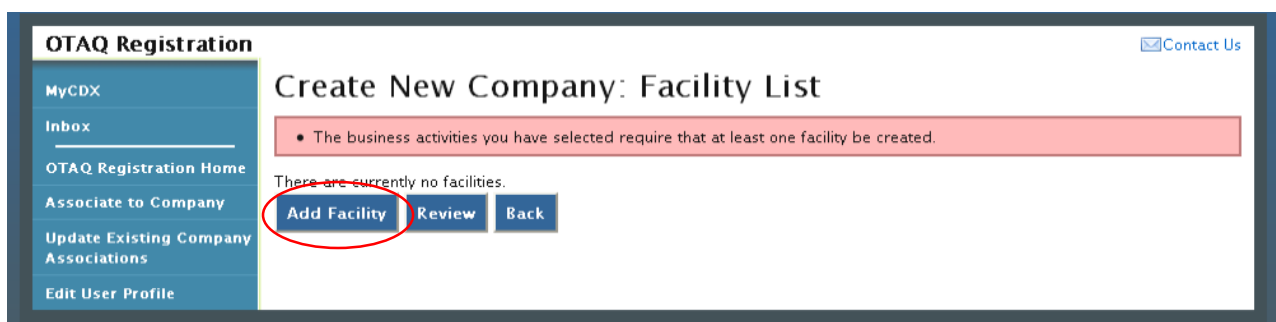 OTAQ Registration
Contact Us
MyCDX
Inbox
OTAQ Registration Home
Associate to Company
Update Existing Company
Associations
Edit User Profile
Create New Company: Facility List
• The business activities you have selected require that at least one facility be created.
There are currently no facilities.
Add Facility Review Back